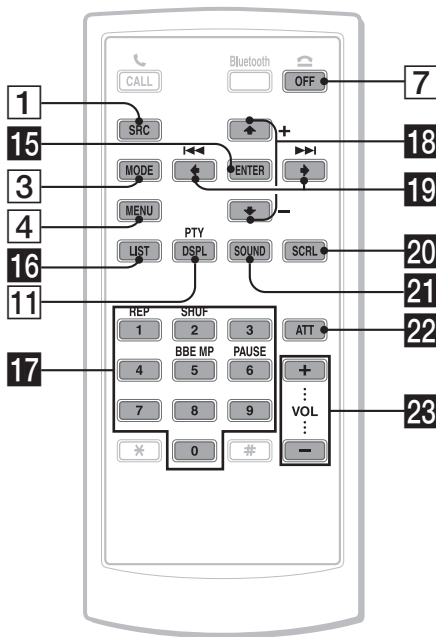 CALL Bluetooth OFF 7
1 SRC + 18
15 ENTER 19
3 MODE
4 MENU –
16 LIST PTY DSPL SOUND SCRL 20
11 21
REP SHUF
1 2 3 ATT 22
17 BBE MP PAUSE
4 5 6 +
7 8 9 VOL 23
* 0 # –